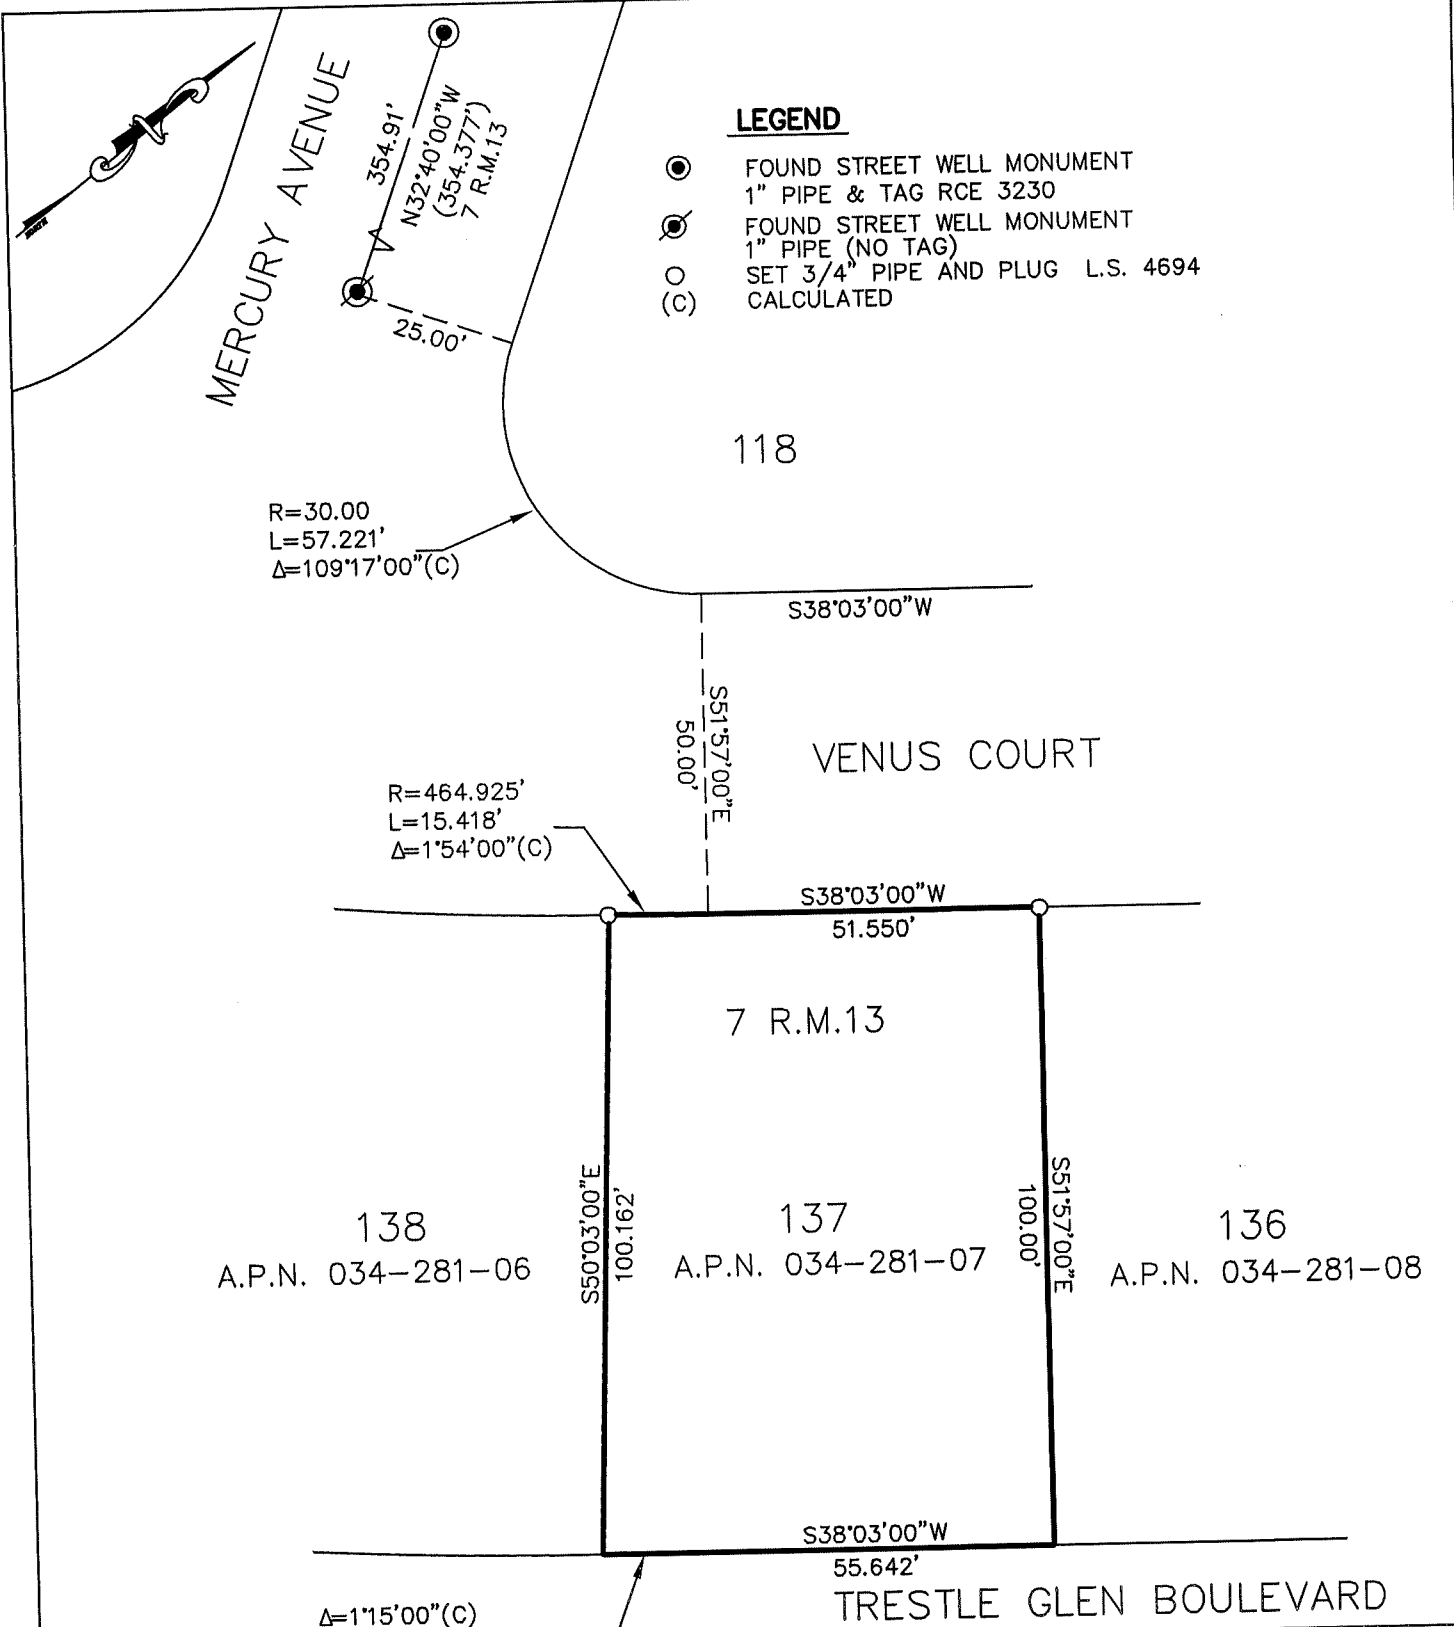 MERCURY AVENUE
354.91'
N32°40'00"W
(354.377')
7 R.M.13
25.00'
LEGEND
FOUND STREET WELL MONUMENT
1" PIPE & TAG RCE 3230
FOUND STREET WELL MONUMENT
1" PIPE (NO TAG)
SET 3/4" PIPE AND PLUG L.S. 4694
(C) CALCULATED
118
R=30.00
L=57.221'
Δ=109°17'00"(C)
S38°03'00"W
S51°57'00"E
50.00'
VENUS COURT
R=464.925'
L=15.418'
Δ=1°54'00"(C)
S38°03'00"W
51.550'
7 R.M.13
S50°03'00"E
100.162'
S51°57'00"E
100.00'
138
A.P.N. 034-281-06
137
A.P.N. 034-281-07
136
A.P.N. 034-281-08
S38°03'00"W
55.642'
TRESTLE GLEN BOULEVARD
Δ=1°15'00"(C)